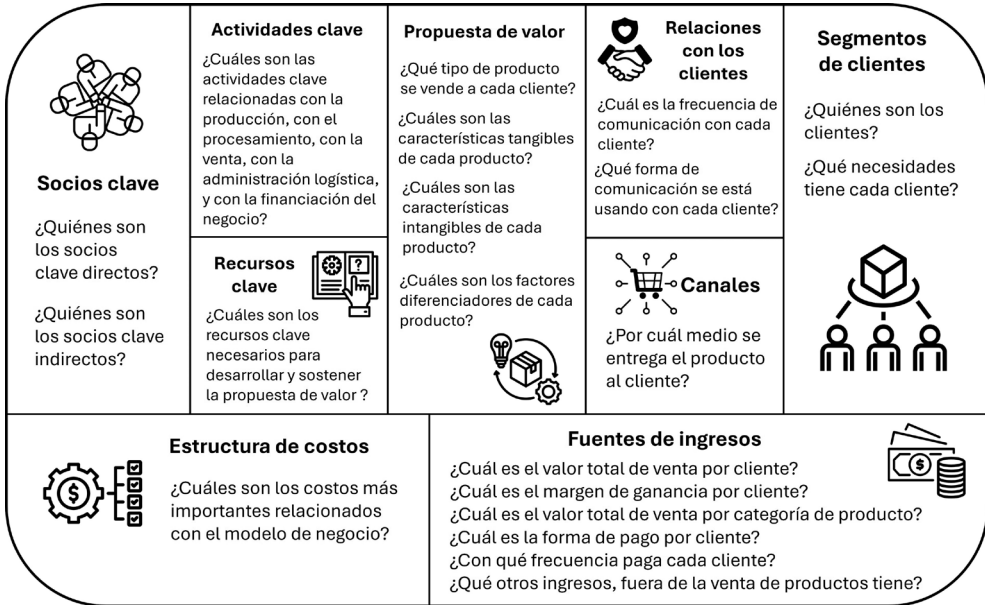 Socios clave
¿Quiénes son
los socios
clave directos?
¿Quiénes son
los socios clave
indirectos?
Actividades clave
¿Cuáles son las
actividades clave
relacionadas con la
producción, con el
procesamiento, con la
venta, con la
administración logística,
y con la financiación del
negocio?
Recursos
clave
?
¿Cuáles son los
recursos clave
necesarios para
desarrollar y sostener
la propuesta de valor ?
Propuesta de valor
¿Qué tipo de producto
se vende a cada cliente?
¿Cuáles son las
características tangibles
de cada producto?
¿Cuáles son las
características
intangibles de cada
producto?
¿Cuáles son los factores
diferenciadores de cada
producto?
Relaciones
con los
clientes
¿Cuál es la frecuencia de
comunicación con cada
cliente?
¿Qué forma de
comunicación se está
usando con cada cliente?
Canales
¿Por cuál medio se
entrega el producto
al cliente?
Segmentos
de clientes
¿Quiénes son los
clientes?
¿Qué necesidades
tiene cada cliente?
Estructura de costos
$
¿Cuáles son los costos más
importantes relacionados
con el modelo de negocio?
Fuentes de ingresos
$
¿Cuál es el valor total de venta por cliente?
¿Cuál es el margen de ganancia por cliente?
¿Cuál es el valor total de venta por categoría de producto?
¿Cuál es la forma de pago por cliente?
¿Con qué frecuencia paga cada cliente?
¿Qué otros ingresos, fuera de la venta de productos tiene?